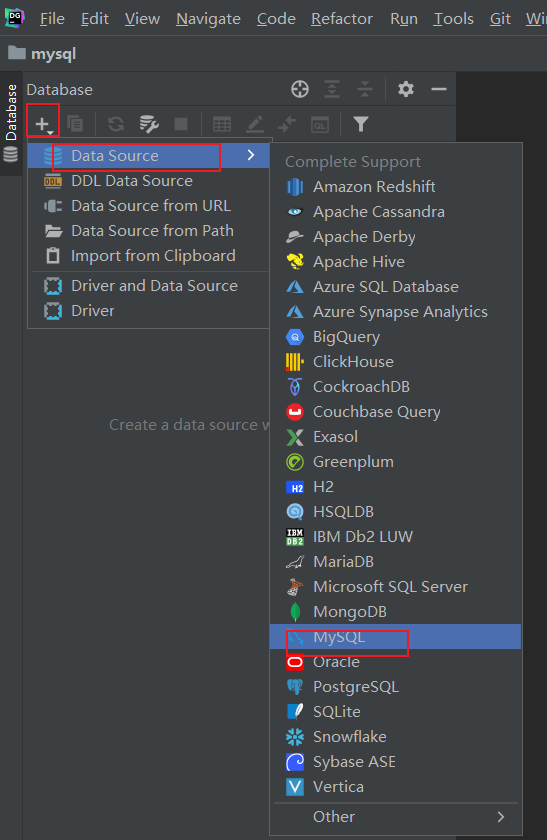 DG
File Edit View Navigate Code Refactor Run Tools Git
mysql
Database
Database
QL
Data Source
DDL Data Source
Data Source from URL
Data Source from Path
Import from Clipboard
Driver and Data Source
Driver
Create a data source
Complete Support
Amazon Redshift
Apache Cassandra
Apache Derby
Apache Hive
Azure SQL Database
Azure Synapse Analytics
BigQuery
ClickHouse
CockroachDB
Couchbase Query
Exasol
Greenplum
H2 H2
HSQLDB
IBM DB2 IBM Db2 LUW
MariaDB
Microsoft SQL Server
MongoDB
MySQL
Oracle
PostgreSQL
SQLite
Snowflake
Sybase ASE
Vertica
Other